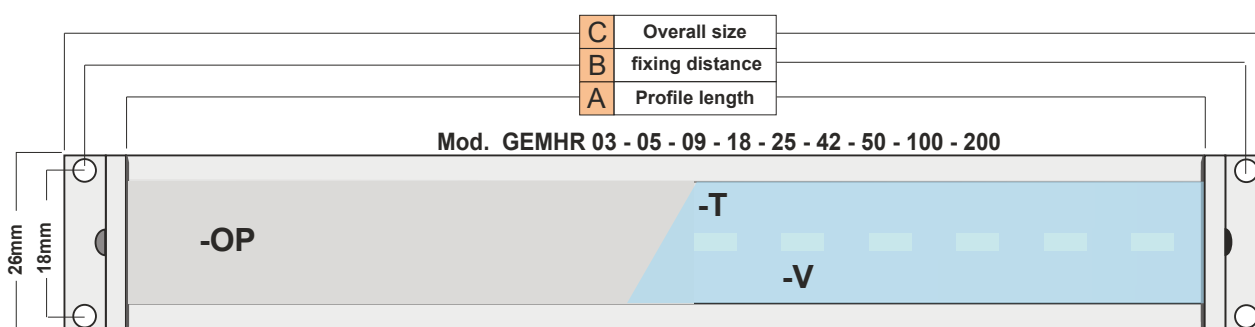 C Overall size
B fixing distance
A Profile length
Mod. GEMHR 03 - 05 - 09 - 18 - 25 - 42 - 50 - 100 - 200
-T
-OP
-V
26mm
18mm